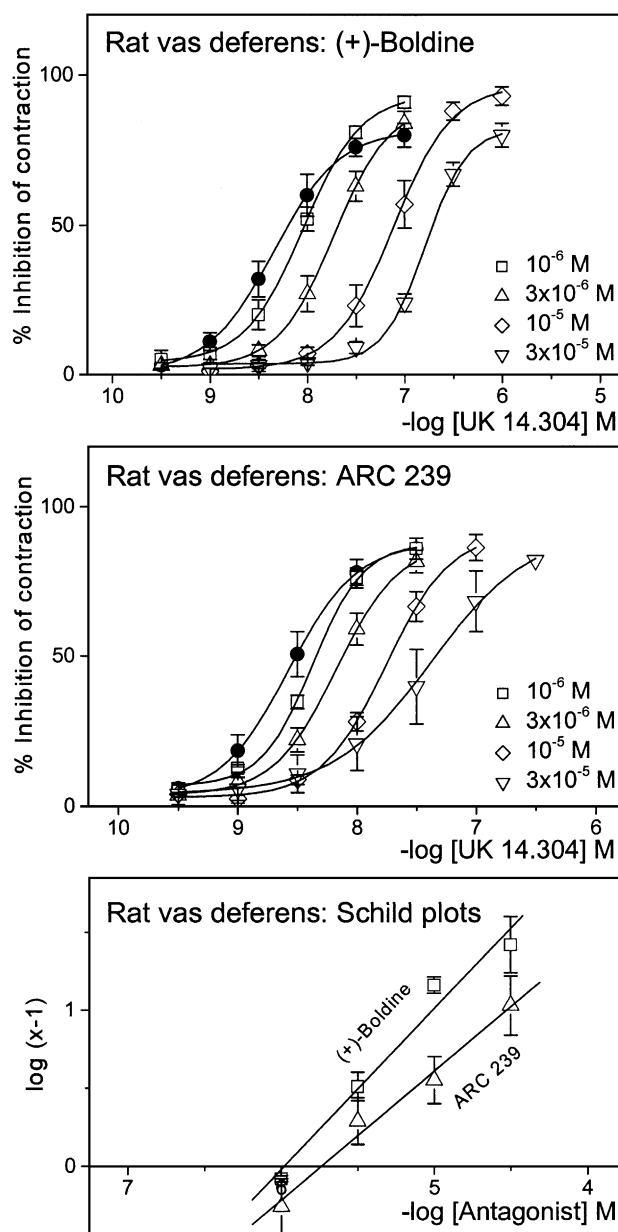 Rat vas deferens: (+)-Boldine
% Inhibition of contraction
100
50
0
10⁻⁶ M
3x10⁻⁶ M
10⁻⁵ M
3x10⁻⁵ M
10 9 8 7 6 5
-log [UK 14.304] M
Rat vas deferens: ARC 239
% Inhibition of contraction
100
50
0
10⁻⁶ M
3x10⁻⁶ M
10⁻⁵ M
3x10⁻⁵ M
10 9 8 7 6
-log [UK 14.304] M
Rat vas deferens: Schild plots
log (x-1)
1
0
(+)-Boldine
ARC 239
7 6 5 4
-log [Antagonist] M